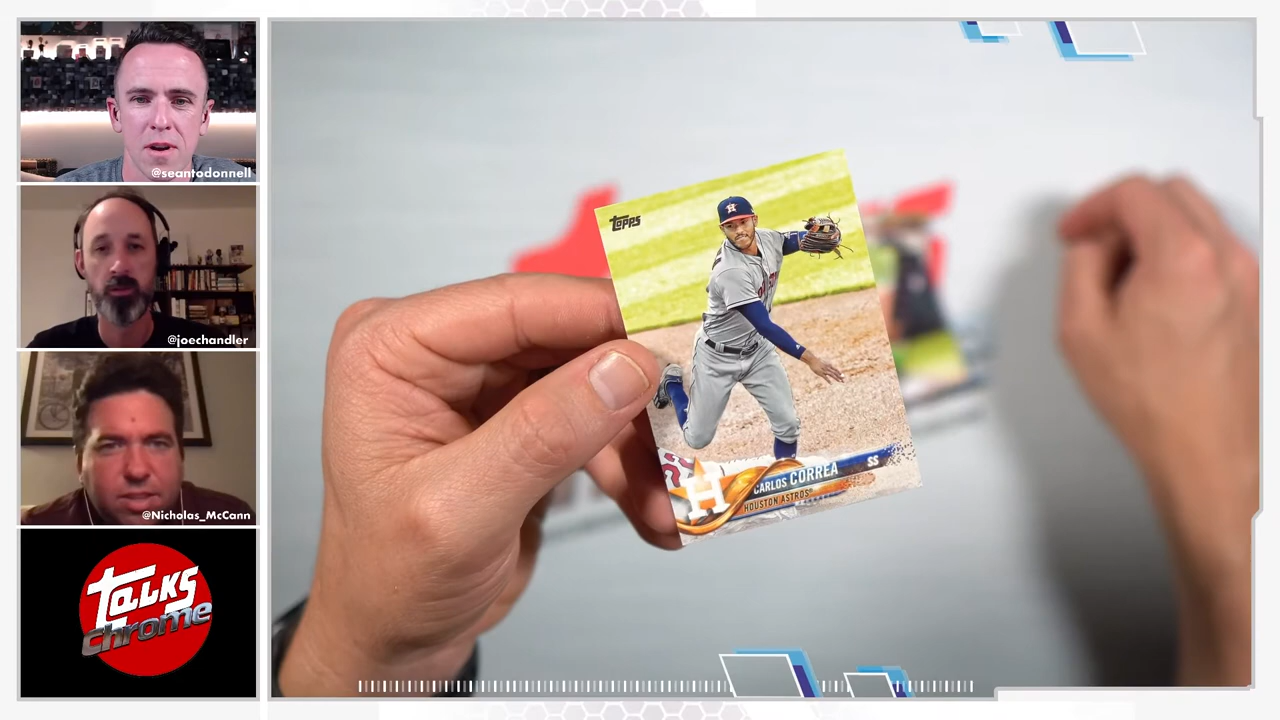 @seantodonnell
@joechandler
@Nicholas_McCann
TALKS
chrome
Topps
H
CARLOS CORREA SS
HOUSTON ASTROS
H